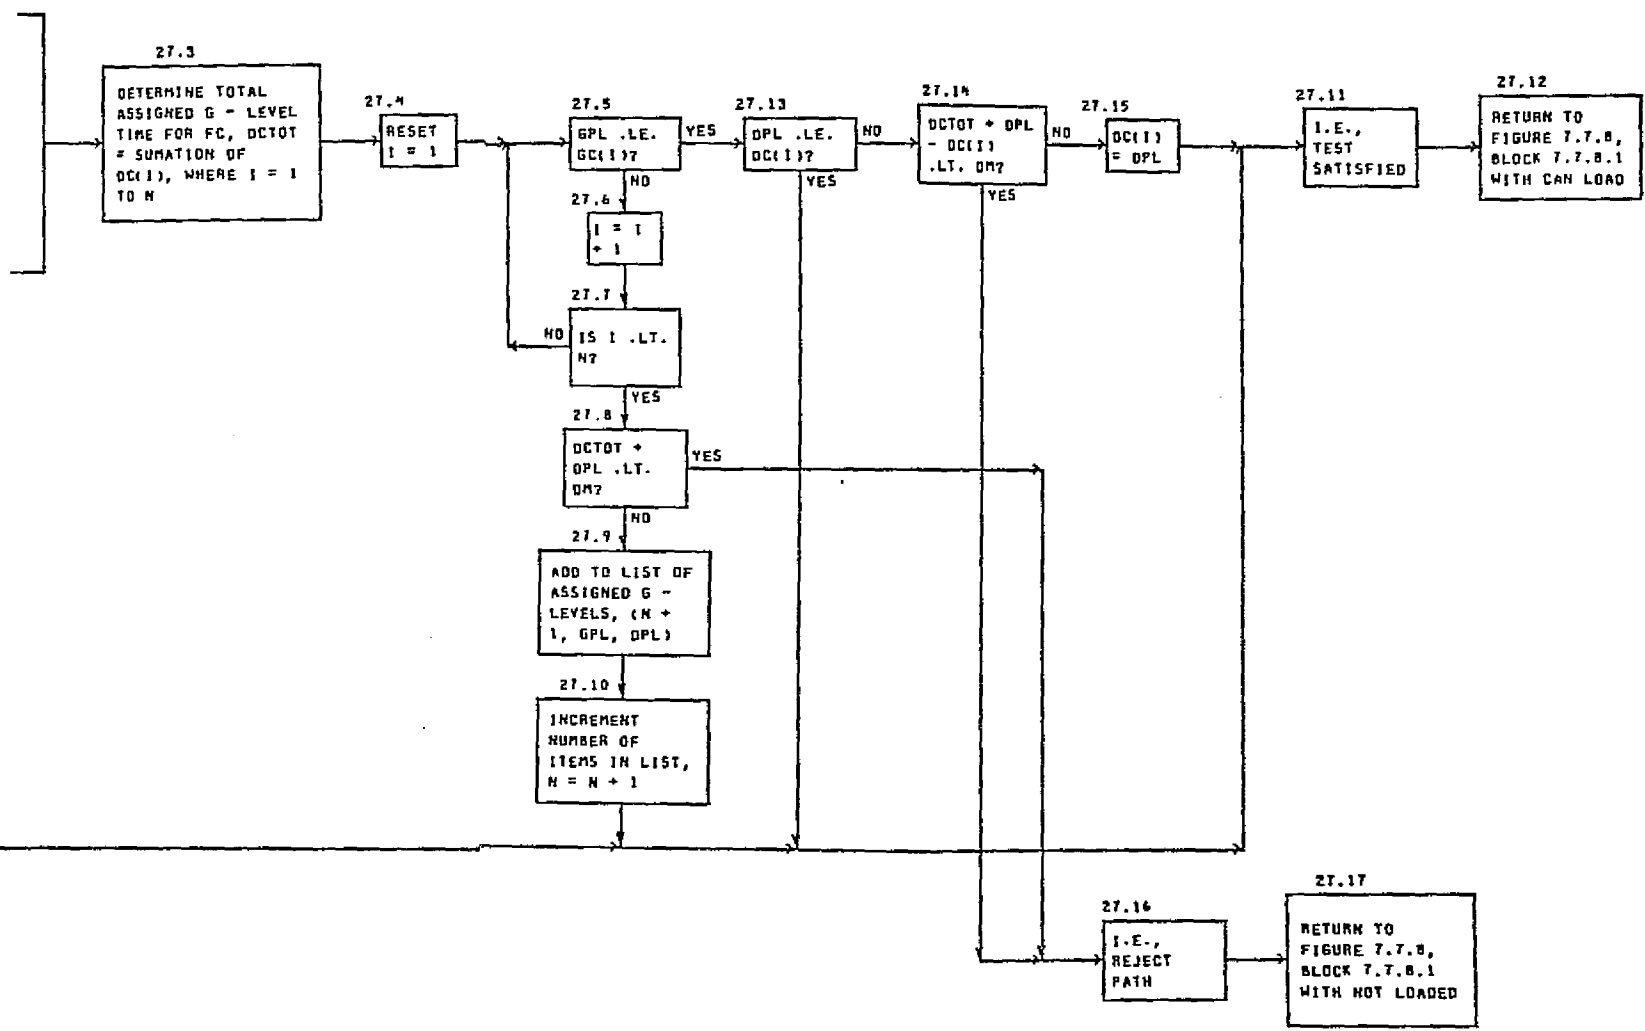 27.3
DETERMINE TOTAL
ASSIGNED G - LEVEL
TIME FOR FC, DCTOT
= SUMATION OF
DC(I), WHERE I = 1
TO N
27.4
RESET
I = 1
27.5
GPL .LE.
GC(I)?
YES
NO
27.13
DPL .LE.
DC(I)?
NO
YES
27.14
DCTOT + DPL
- DC(I)
.LT. DM?
NO
YES
27.15
DC(I)
= DPL
27.11
I.E.,
TEST
SATISFIED
27.12
RETURN TO
FIGURE 7.7.8,
BLOCK 7.7.8.1
WITH CAN LOAD
27.6
I = I
+ 1
27.7
IS I .LT.
N?
NO
YES
27.8
DCTOT +
DPL .LT.
DM?
YES
NO
27.9
ADD TO LIST OF
ASSIGNED G -
LEVELS, (N +
1, GPL, DPL)
27.10
INCREMENT
NUMBER OF
ITEMS IN LIST,
N = N + 1
27.16
I.E.,
REJECT
PATH
27.17
RETURN TO
FIGURE 7.7.8,
BLOCK 7.7.8.1
WITH NOT LOADED